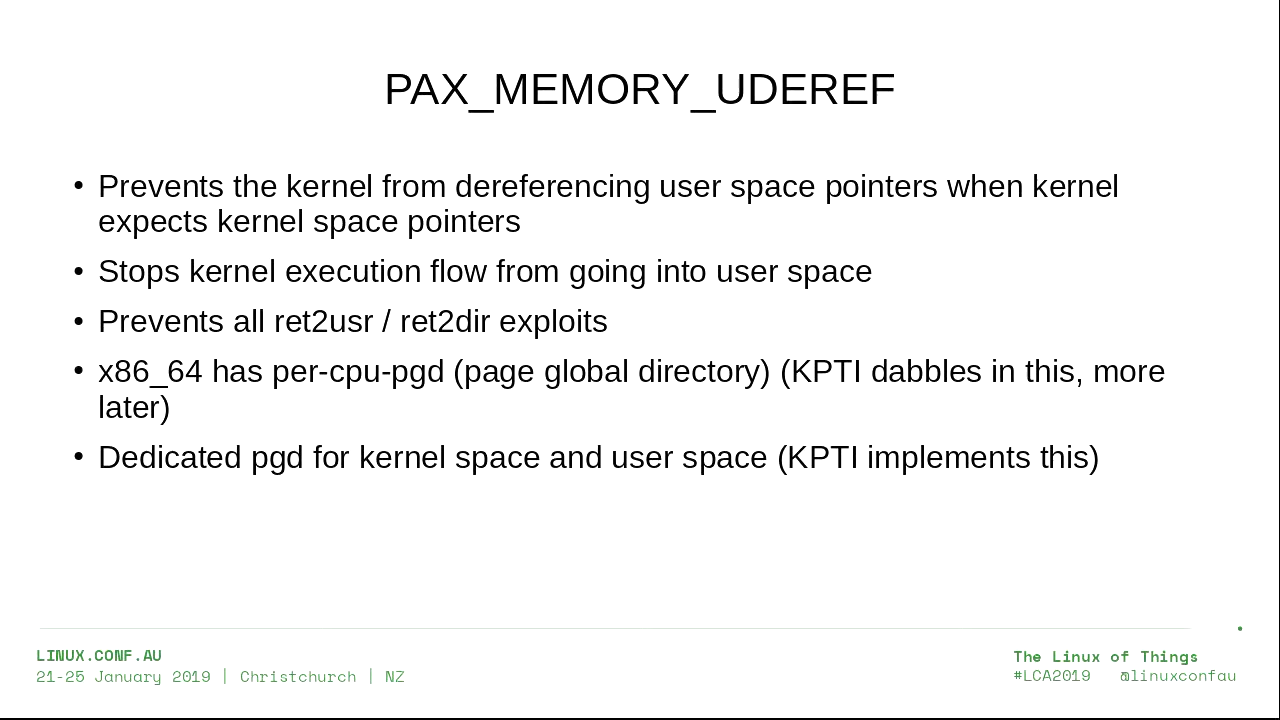 PAX_MEMORY_UDEREF
• Prevents the kernel from dereferencing user space pointers when kernel
expects kernel space pointers
• Stops kernel execution flow from going into user space
• Prevents all ret2usr / ret2dir exploits
• x86_64 has per-cpu-pgd (page global directory) (KPTI dabbles in this, more
later)
• Dedicated pgd for kernel space and user space (KPTI implements this)
LINUX.CONF.AU
21-25 January 2019 | Christchurch | NZ
The Linux of Things
#LCA2019 @linuxconfau